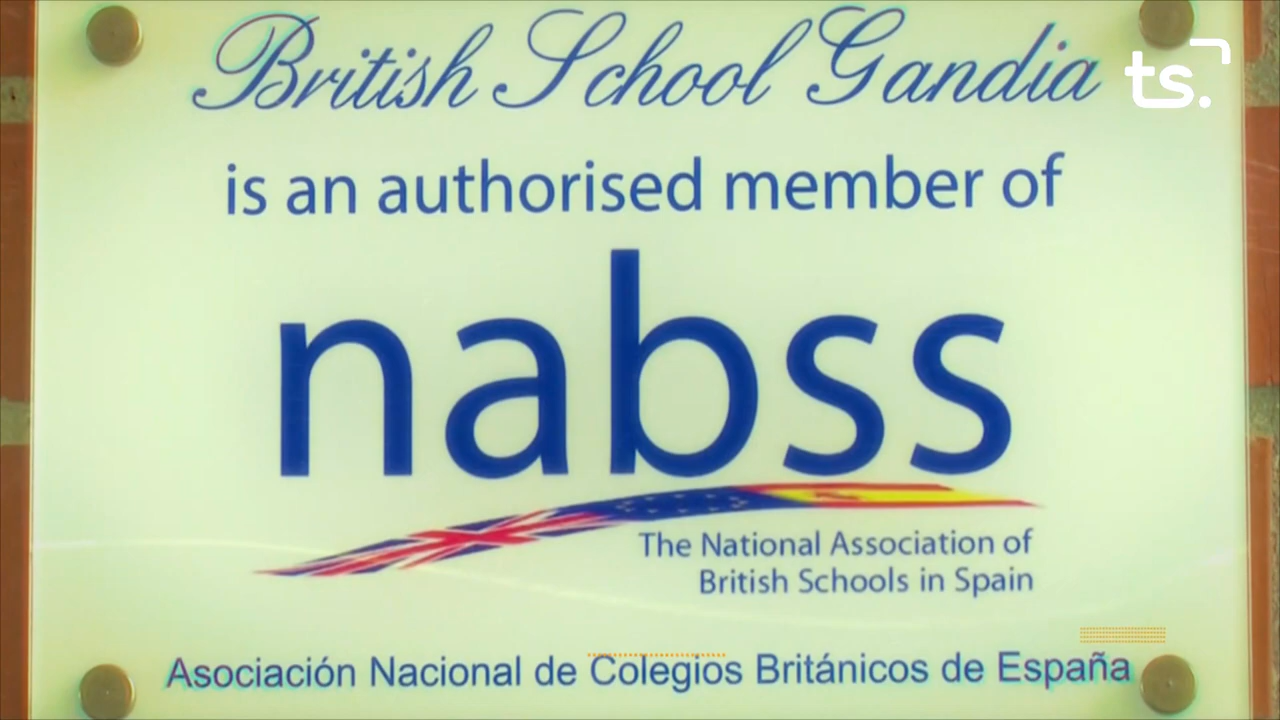 British School Gandia
ts.
is an authorised member of
nabss
The National Association of
British Schools in Spain
Asociación Nacional de Colegios Británicos de España